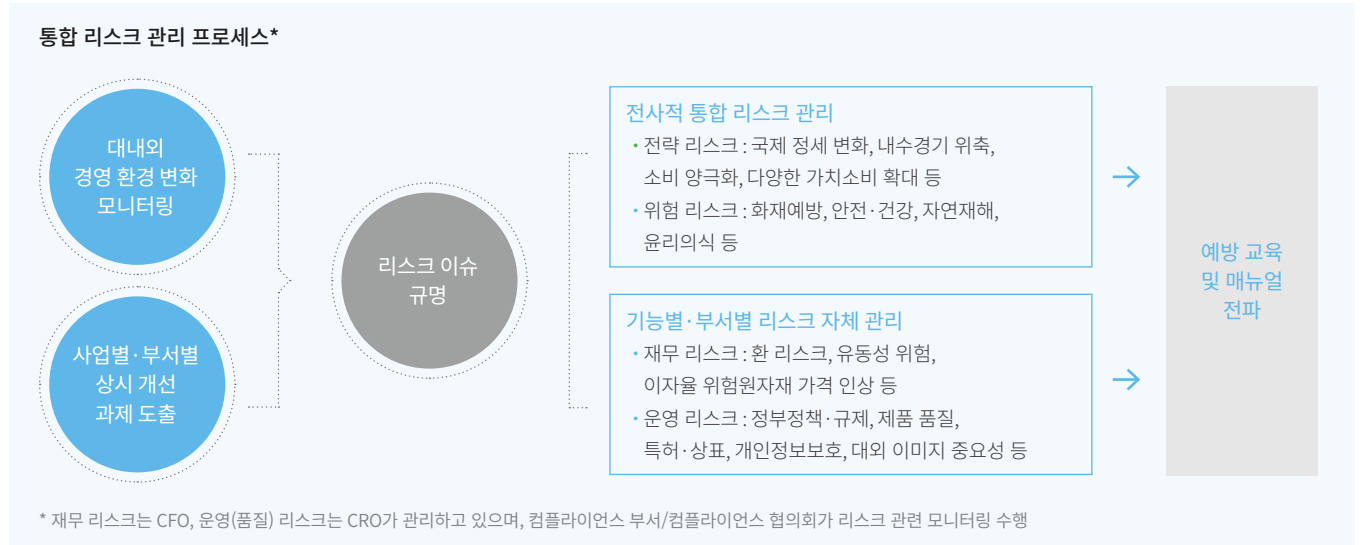 통합 리스크 관리 프로세스*
대내외
경영 환경 변화
모니터링
사업별·부서별
상시 개선
과제 도출
리스크 이슈
규명
전사적 통합 리스크 관리
• 전략 리스크 : 국제 정세 변화, 내수경기 위축,
소비 양극화, 다양한 가치소비 확대 등
• 위험 리스크 : 화재예방, 안전·건강, 자연재해,
윤리의식 등
기능별·부서별 리스크 자체 관리
• 재무 리스크 : 환 리스크, 유동성 위험,
이자율 위험원자재 가격 인상 등
• 운영 리스크 : 정부정책·규제, 제품 품질,
특허·상표, 개인정보보호, 대외 이미지 중요성 등
예방 교육
및 매뉴얼
전파
* 재무 리스크는 CFO, 운영(품질) 리스크는 CRO가 관리하고 있으며, 컴플라이언스 부서/컴플라이언스 협의회가 리스크 관련 모니터링 수행